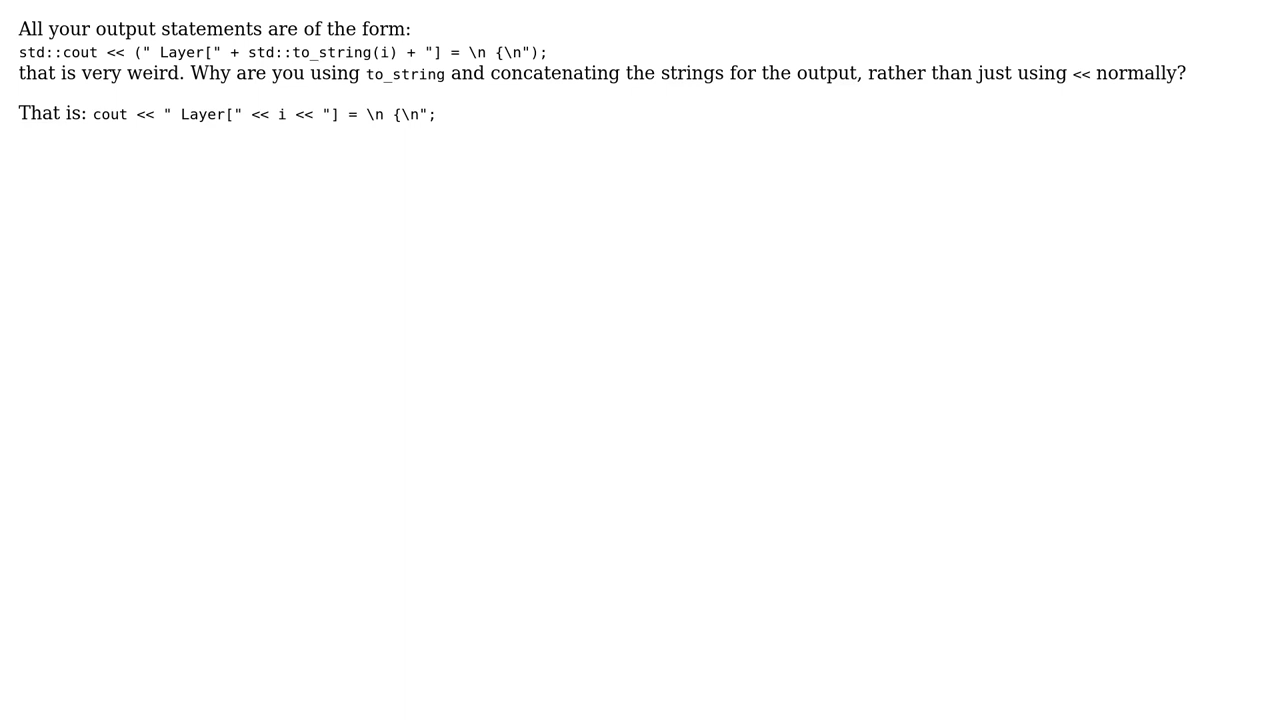 All your output statements are of the form:
std::cout << (" Layer[" + std::to_string(i) + "] = \n {\n");
that is very weird. Why are you using to_string and concatenating the strings for the output, rather than just using << normally?
That is: cout << " Layer[" << i << "] = \n {\n";